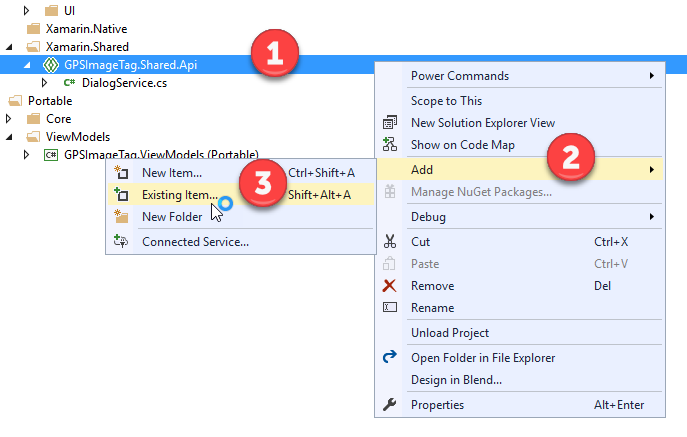 UI
Xamarin.Native
Xamarin.Shared
1
GPSImageTag.Shared.Api
C# DialogService.cs
Portable
Core
ViewModels
C# GPSImageTag.ViewModels (Portable)
New Item... Ctrl+Shift+A
3
Existing Item... Shift+Alt+A
New Folder
Connected Service...
Power Commands
Scope to This
New Solution Explorer View
Show on Code Map
2
Add
Manage NuGet Packages...
Debug
Cut Ctrl+X
Paste Ctrl+V
Remove Del
Rename
Unload Project
Open Folder in File Explorer
Design in Blend...
Properties Alt+Enter